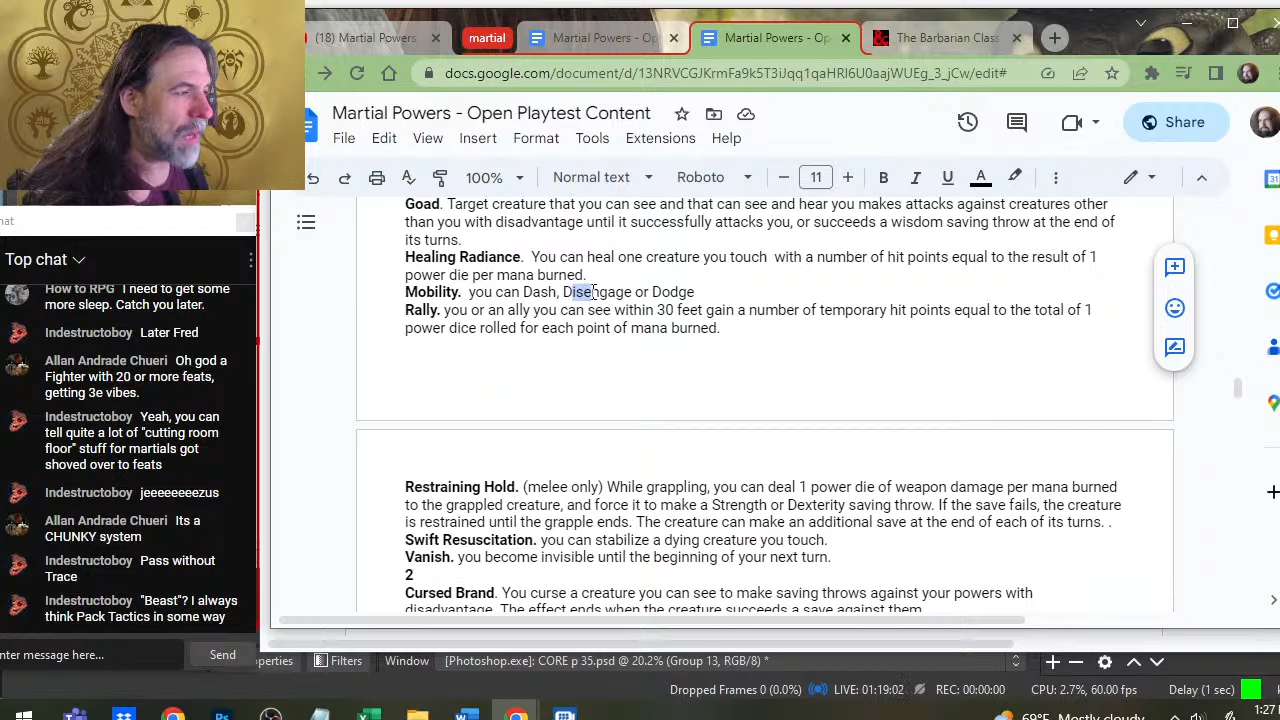 (18) Martial Powers
martial
Martial Powers - Op
Martial Powers - Op
The Barbarian Class
docs.google.com/document/d/13NRVCGJKrmFa9k5T3iJqq1qaHRI6U0aajWUEg_3_jCw/edit#
Martial Powers - Open Playtest Content
File Edit View Insert Format Tools Extensions Help
Share
100% Normal text Roboto 11 B I U A
Goad. Target creature that you can see and that can see and hear you makes attacks against creatures other
than you with disadvantage until it successfully attacks you, or succeeds a wisdom saving throw at the end of
its turns.
Healing Radiance. You can heal one creature you touch with a number of hit points equal to the result of 1
power die per mana burned.
Mobility. you can Dash, Disengage or Dodge
Rally. you or an ally you can see within 30 feet gain a number of temporary hit points equal to the total of 1
power dice rolled for each point of mana burned.
Restraining Hold. (melee only) While grappling, you can deal 1 power die of weapon damage per mana burned
to the grappled creature, and force it to make a Strength or Dexterity saving throw. If the save fails, the creature
is restrained until the grapple ends. The creature can make an additional save at the end of each of its turns. .
Swift Resuscitation. you can stabilize a dying creature you touch.
Vanish. you become invisible until the beginning of your next turn.
2
Cursed Brand. You curse a creature you can see to make saving throws against your powers with
disadvantage. The effect ends when the creature succeeds a save against them
hat
Top chat
How to RPG I need to get some
more sleep. Catch you later.
Indestructoboy Later Fred
Allan Andrade Chueri Oh god a
Fighter with 20 or more feats,
getting 3e vibes.
Indestructoboy Yeah, you can
tell quite a lot of "cutting room
floor" stuff for martials got
shoved over to feats
Indestructoboy jeeeeeeeezus
Allan Andrade Chueri Its a
CHUNKY system
Indestructoboy Pass without
Trace
Indestructoboy "Beast"? I always
think Pack Tactics in some way
nter message here... Send
operties Filters Window [Photoshop.exe]: CORE p 35.psd @ 20.2% (Group 13, RGB/8) *
Dropped Frames 0 (0.0%) LIVE: 01:19:02 REC: 00:00:00 CPU: 2.7%, 60.00 fps Delay (1 sec)
69°F Mostly cloudy
1:27
31